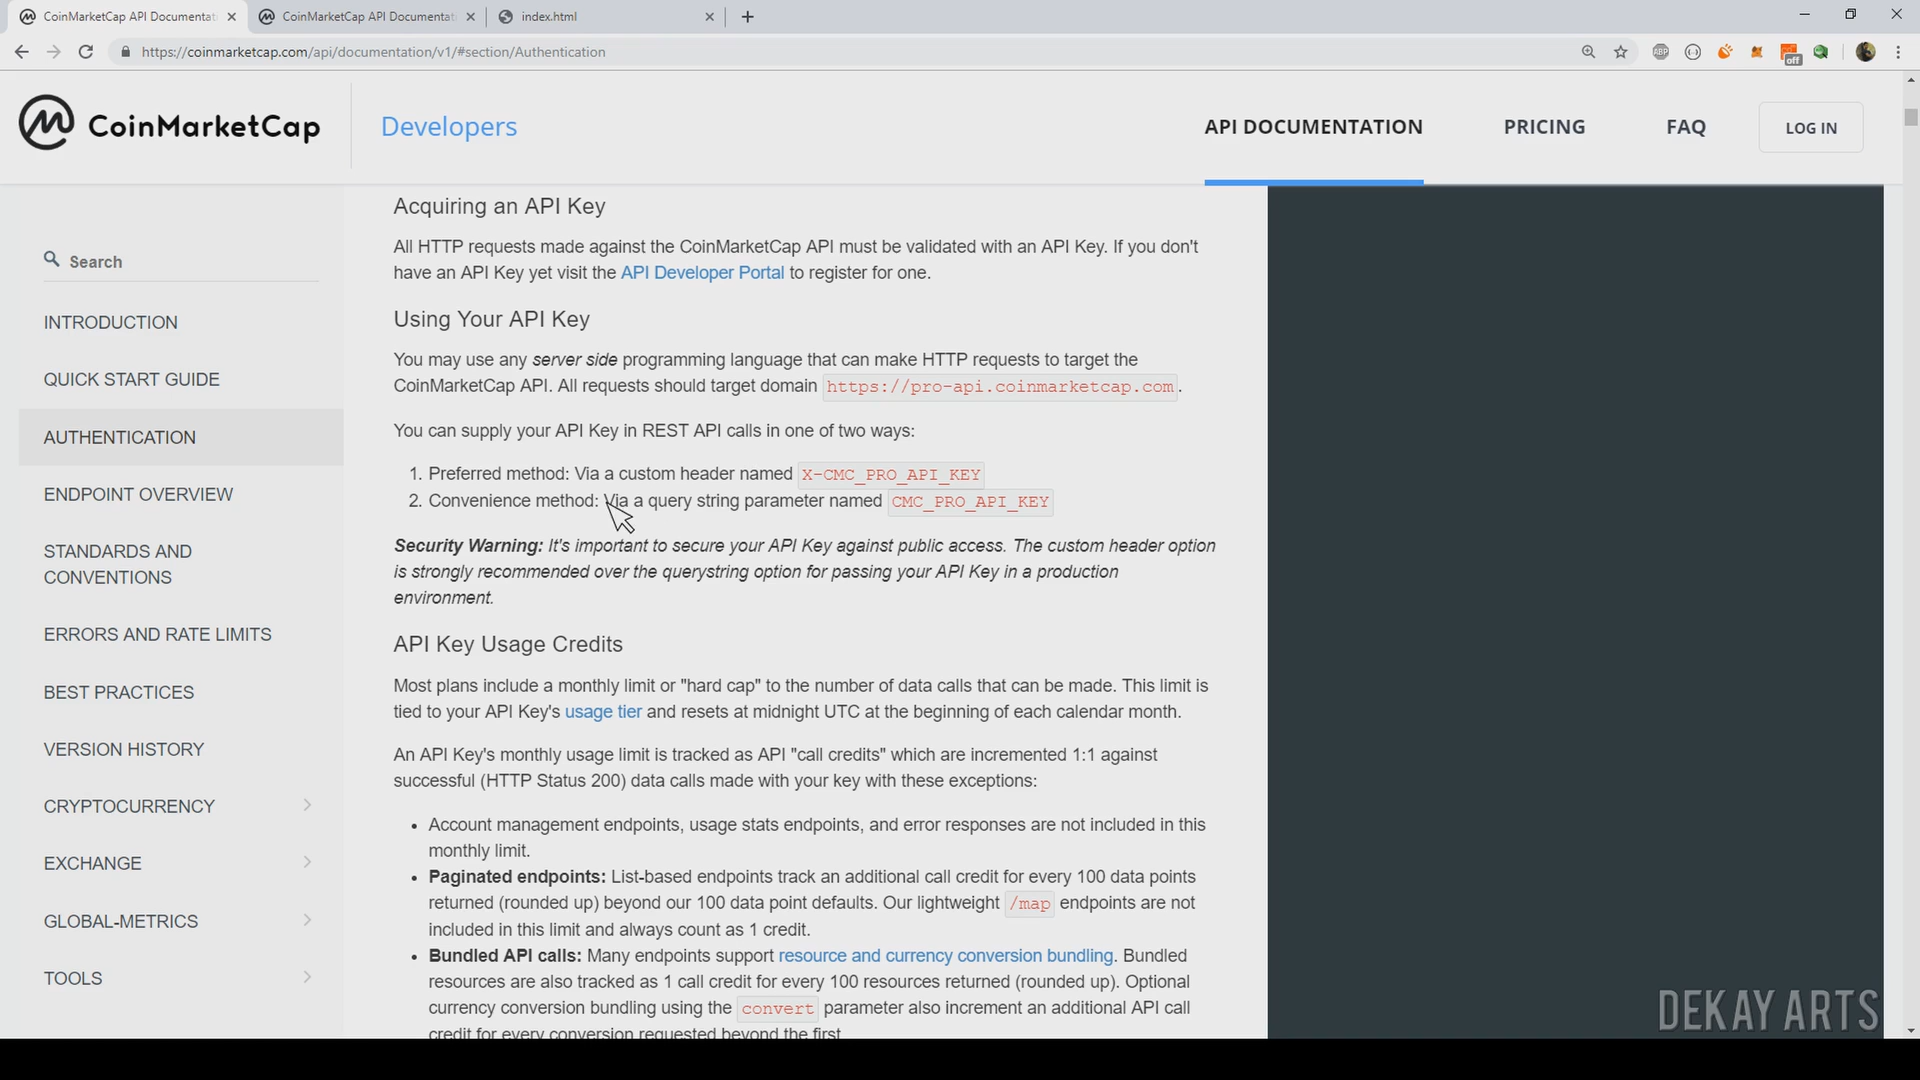 CoinMarketCap API Documentat
CoinMarketCap API Documentat
index.html
https://coinmarketcap.com/api/documentation/v1/#section/Authentication
ABP
off
CoinMarketCap
Developers
API DOCUMENTATION
PRICING
FAQ
LOG IN
Search
INTRODUCTION
QUICK START GUIDE
AUTHENTICATION
ENDPOINT OVERVIEW
STANDARDS AND
CONVENTIONS
ERRORS AND RATE LIMITS
BEST PRACTICES
VERSION HISTORY
CRYPTOCURRENCY
EXCHANGE
GLOBAL-METRICS
TOOLS
Acquiring an API Key
All HTTP requests made against the CoinMarketCap API must be validated with an API Key. If you don't
have an API Key yet visit the API Developer Portal to register for one.
Using Your API Key
You may use any server side programming language that can make HTTP requests to target the
CoinMarketCap API. All requests should target domain https://pro-api.coinmarketcap.com.
You can supply your API Key in REST API calls in one of two ways:
1. Preferred method: Via a custom header named X-CMC_PRO_API_KEY
2. Convenience method: Via a query string parameter named CMC_PRO_API_KEY
Security Warning: It's important to secure your API Key against public access. The custom header option
is strongly recommended over the querystring option for passing your API Key in a production
environment.
API Key Usage Credits
Most plans include a monthly limit or "hard cap" to the number of data calls that can be made. This limit is
tied to your API Key's usage tier and resets at midnight UTC at the beginning of each calendar month.
An API Key's monthly usage limit is tracked as API "call credits" which are incremented 1:1 against
successful (HTTP Status 200) data calls made with your key with these exceptions:
• Account management endpoints, usage stats endpoints, and error responses are not included in this
monthly limit.
• Paginated endpoints: List-based endpoints track an additional call credit for every 100 data points
returned (rounded up) beyond our 100 data point defaults. Our lightweight /map endpoints are not
included in this limit and always count as 1 credit.
• Bundled API calls: Many endpoints support resource and currency conversion bundling. Bundled
resources are also tracked as 1 call credit for every 100 resources returned (rounded up). Optional
currency conversion bundling using the convert parameter also increment an additional API call
credit for every conversion requested beyond the first
DEKAY ARTS